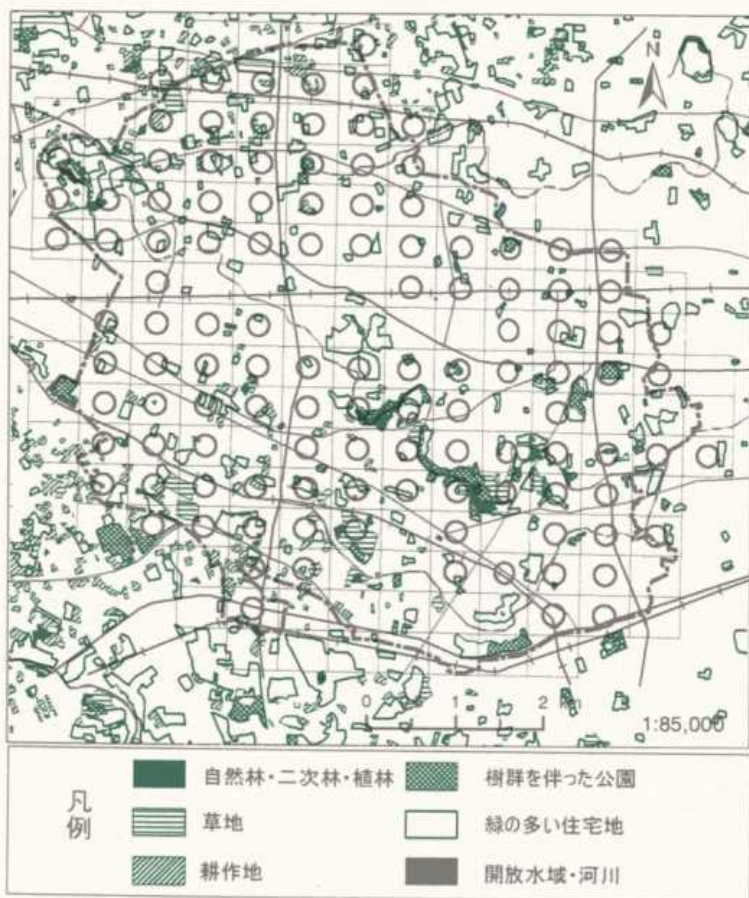 N
0 1 2 km
1:85,000
凡例
自然林・二次林・植林
樹群を伴った公園
草地
緑の多い住宅地
耕作地
開放水域・河川